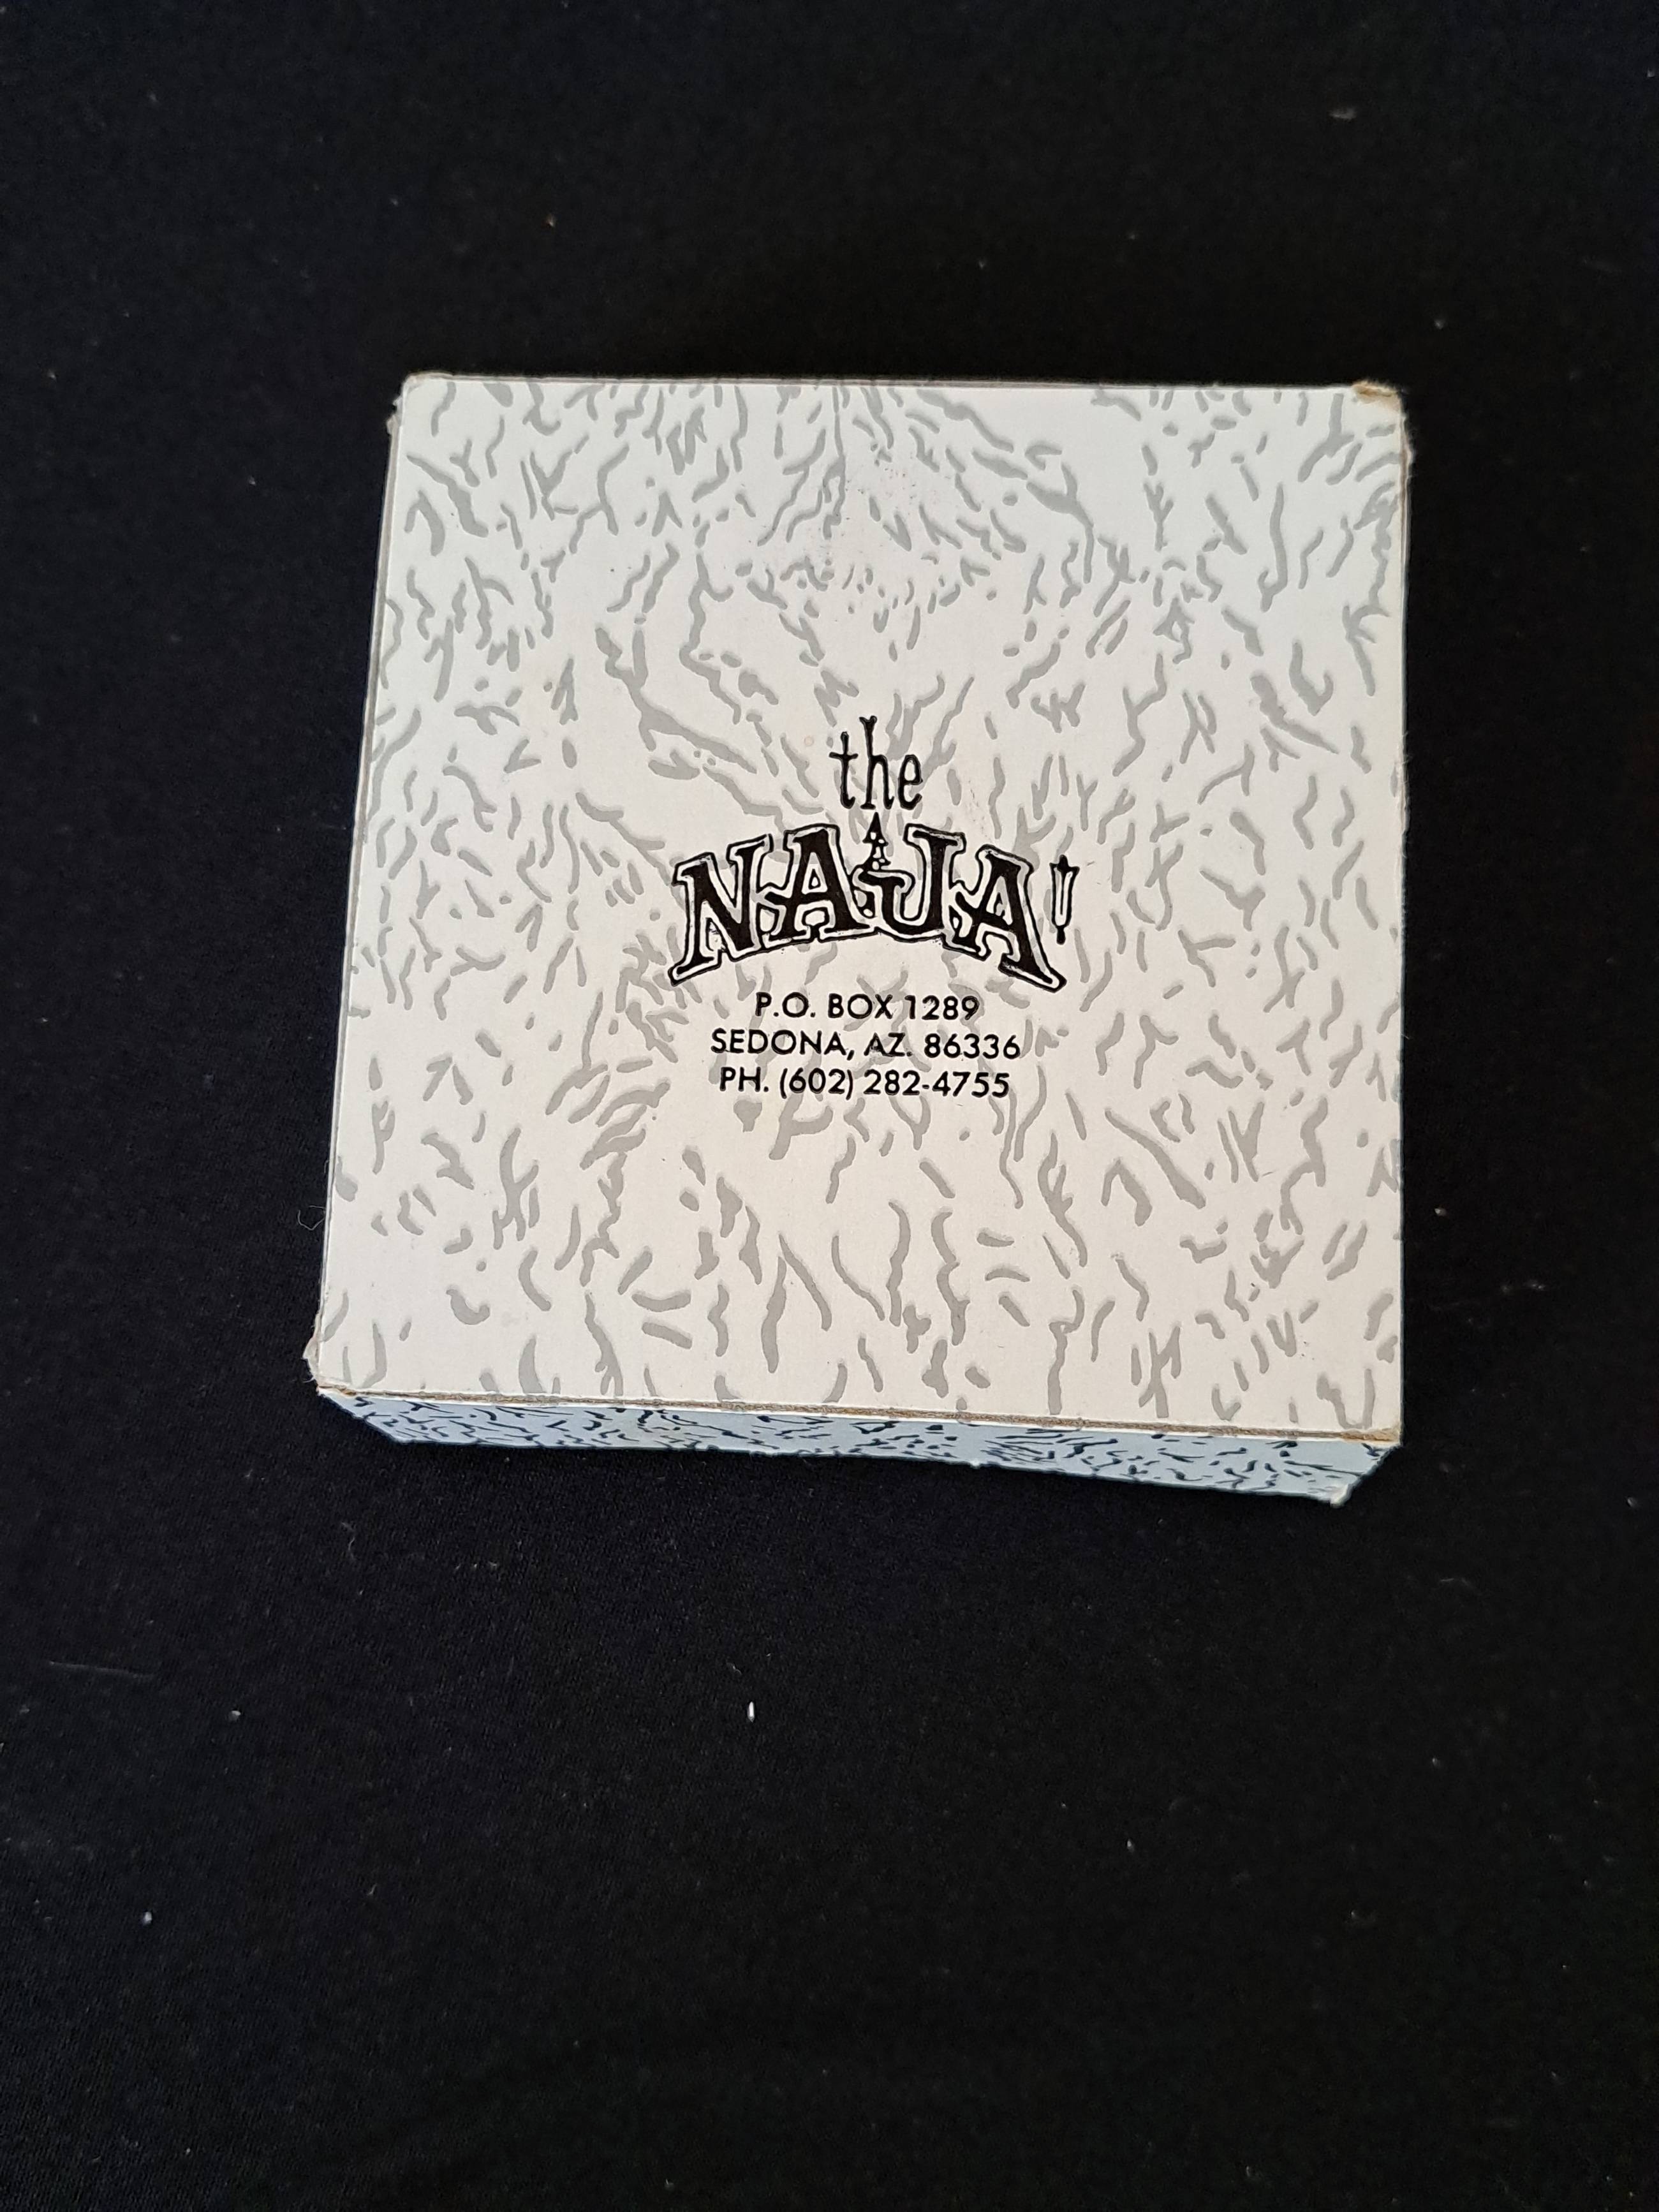 the
NAJA'
P.O. BOX 1289
SEDONA, AZ. 86336
PH. (602) 282-4755